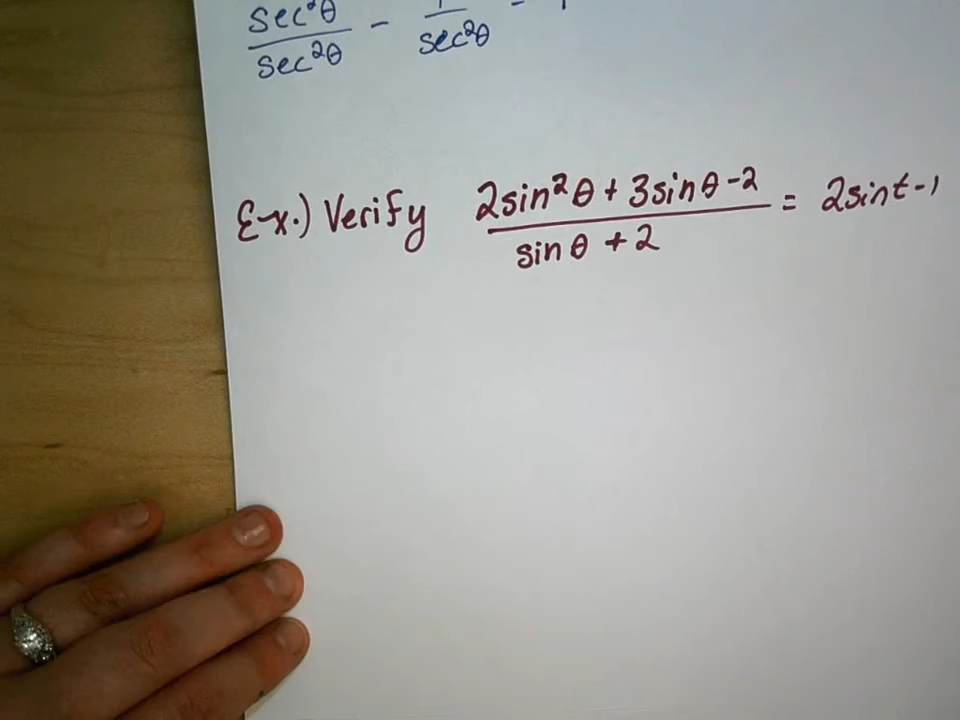 sec²θ/sec²θ - 1/sec²θ =
Ex.) Verify (2sin²θ + 3sinθ - 2)/(sinθ + 2) = 2sint - 1